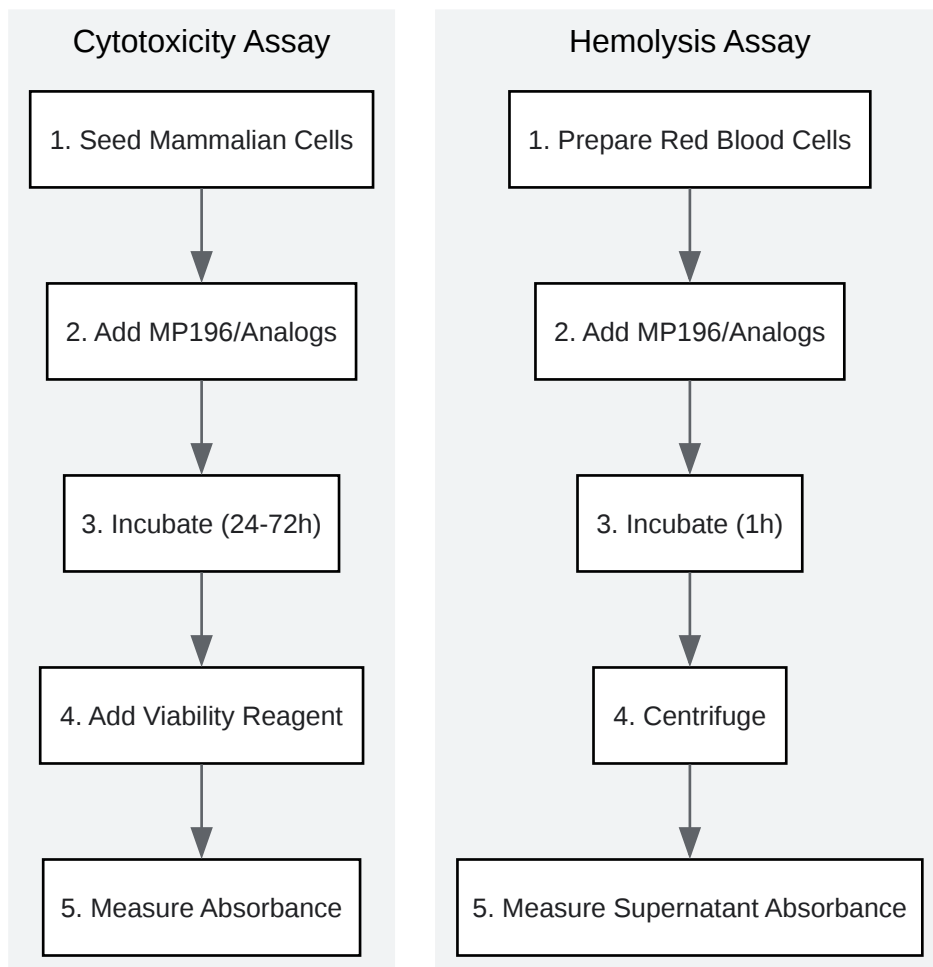 Cytotoxicity Assay
1. Seed Mammalian Cells
2. Add MP196/Analogs
3. Incubate (24-72h)
4. Add Viability Reagent
5. Measure Absorbance
Hemolysis Assay
1. Prepare Red Blood Cells
2. Add MP196/Analogs
3. Incubate (1h)
4. Centrifuge
5. Measure Supernatant Absorbance